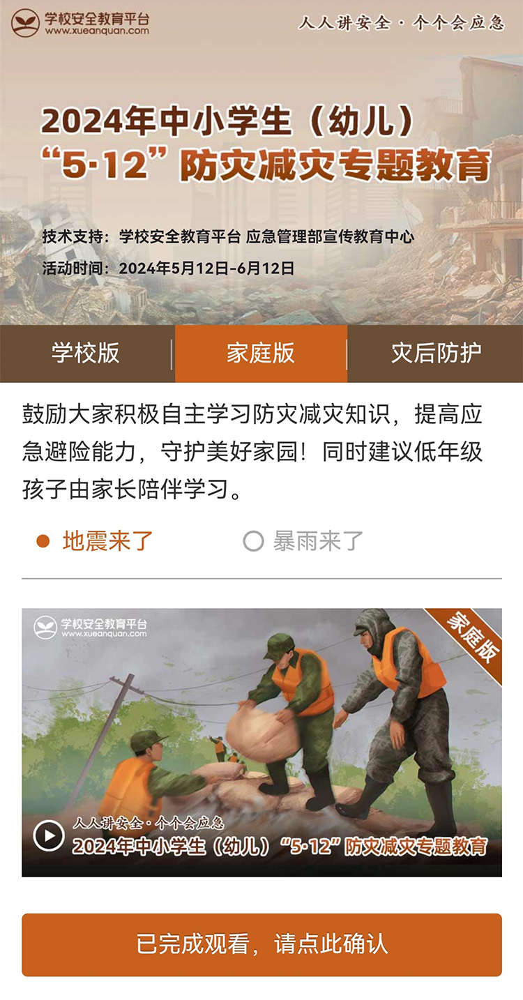 学校安全教育平台
www.xueanquan.com
人人讲安全·个个会应急
2024年中小学生（幼儿）
“5·12”防灾减灾专题教育
技术支持：学校安全教育平台 应急管理部宣传教育中心
活动时间：2024年5月12日-6月12日
学校版
家庭版
灾后防护
鼓励大家积极自主学习防灾减灾知识，提高应
急避险能力，守护美好家园！同时建议低年级
孩子由家长陪伴学习。
地震来了
暴雨来了
学校安全教育平台
www.xueanquan.com
家庭版
人人讲安全·个个会应急
2024年中小学生（幼儿）“5·12”防灾减灾专题教育
已完成观看，请点此确认